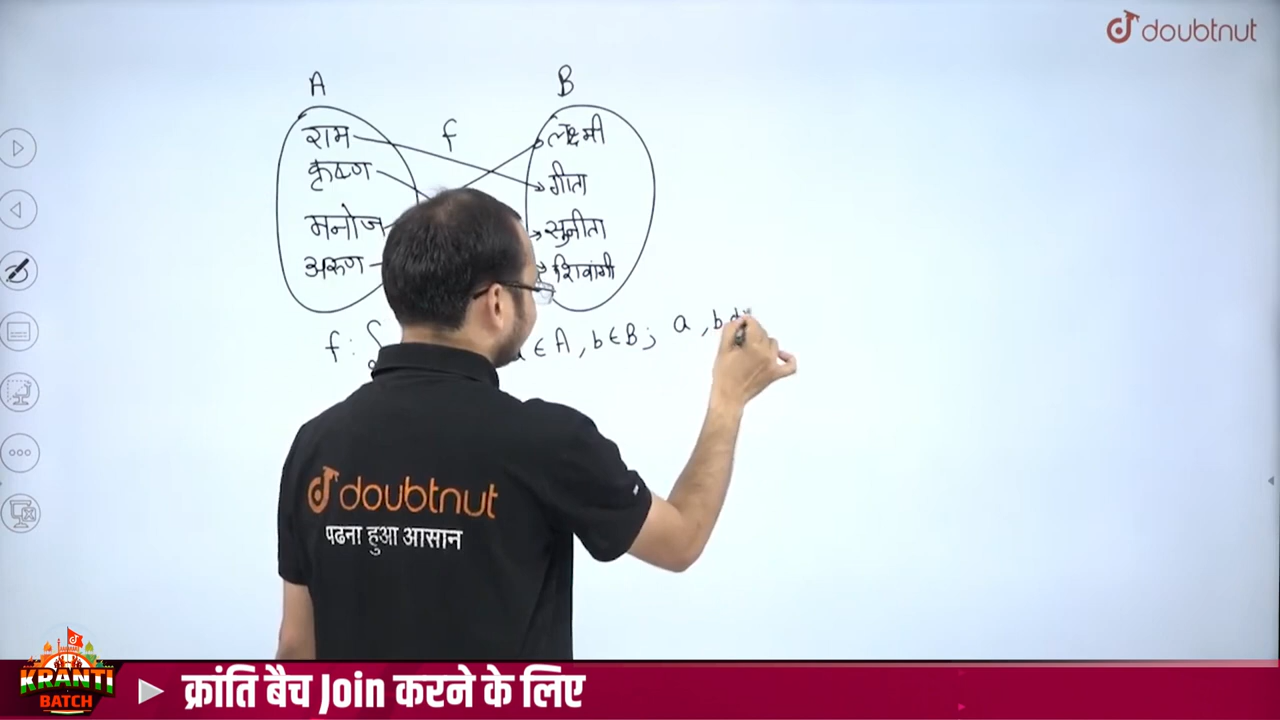 doubtnut
A B
f
राम लक्ष्मी
कृष्ण गीता
मनोज सुनीता
अरुण शिवांगी
f: ∈ A, b ∈ B; a, b
doubtnut
पढना हुआ आसान
KRANTI
BATCH
क्रांति बैच Join करने के लिए